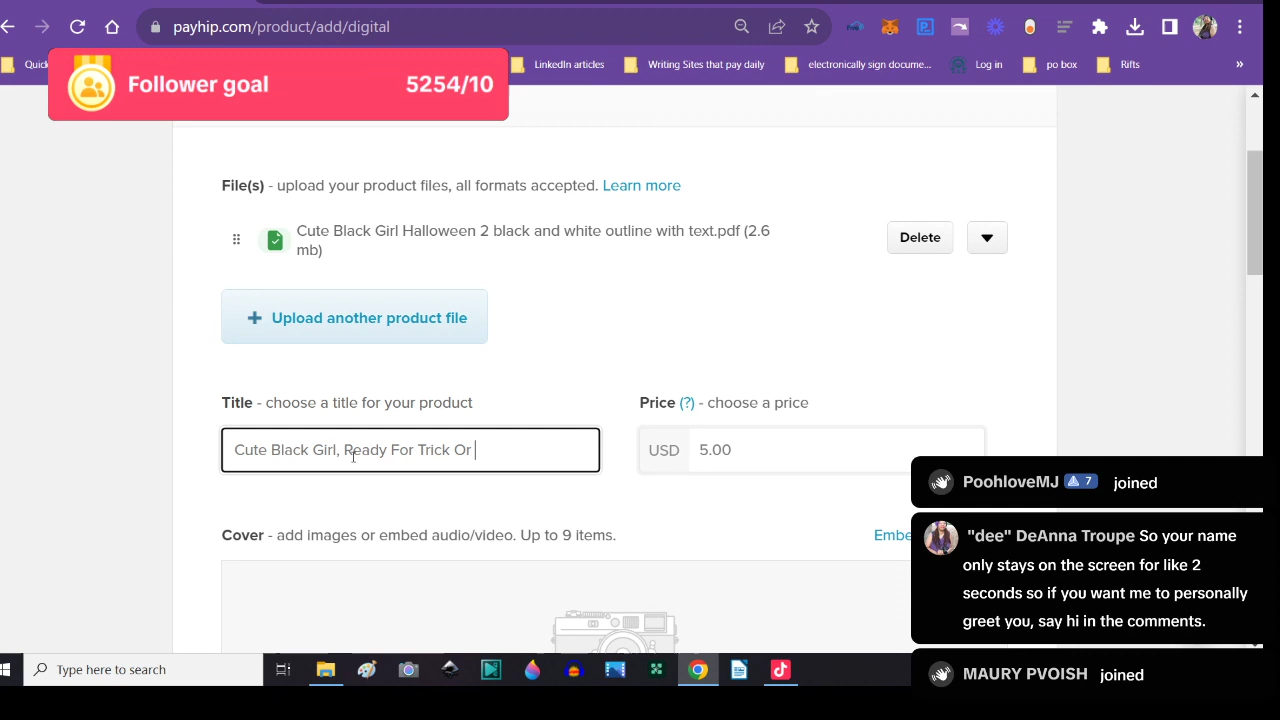 payhip.com/product/add/digital
Quick
LinkedIn articles
Writing Sites that pay daily
electronically sign docume...
Log in
po box
Rifts
»
Follower goal 5254/10
File(s) - upload your product files, all formats accepted. Learn more
Cute Black Girl Halloween 2 black and white outline with text.pdf (2.6
mb)
Delete
+ Upload another product file
Title - choose a title for your product
Price (?) - choose a price
Cute Black Girl, Ready For Trick Or
USD 5.00
Cover - add images or embed audio/video. Up to 9 items.
Embe
PoohloveMJ 7 joined
"dee" DeAnna Troupe So your name
only stays on the screen for like 2
seconds so if you want me to personally
greet you, say hi in the comments.
MAURY PVOISH joined
Type here to search